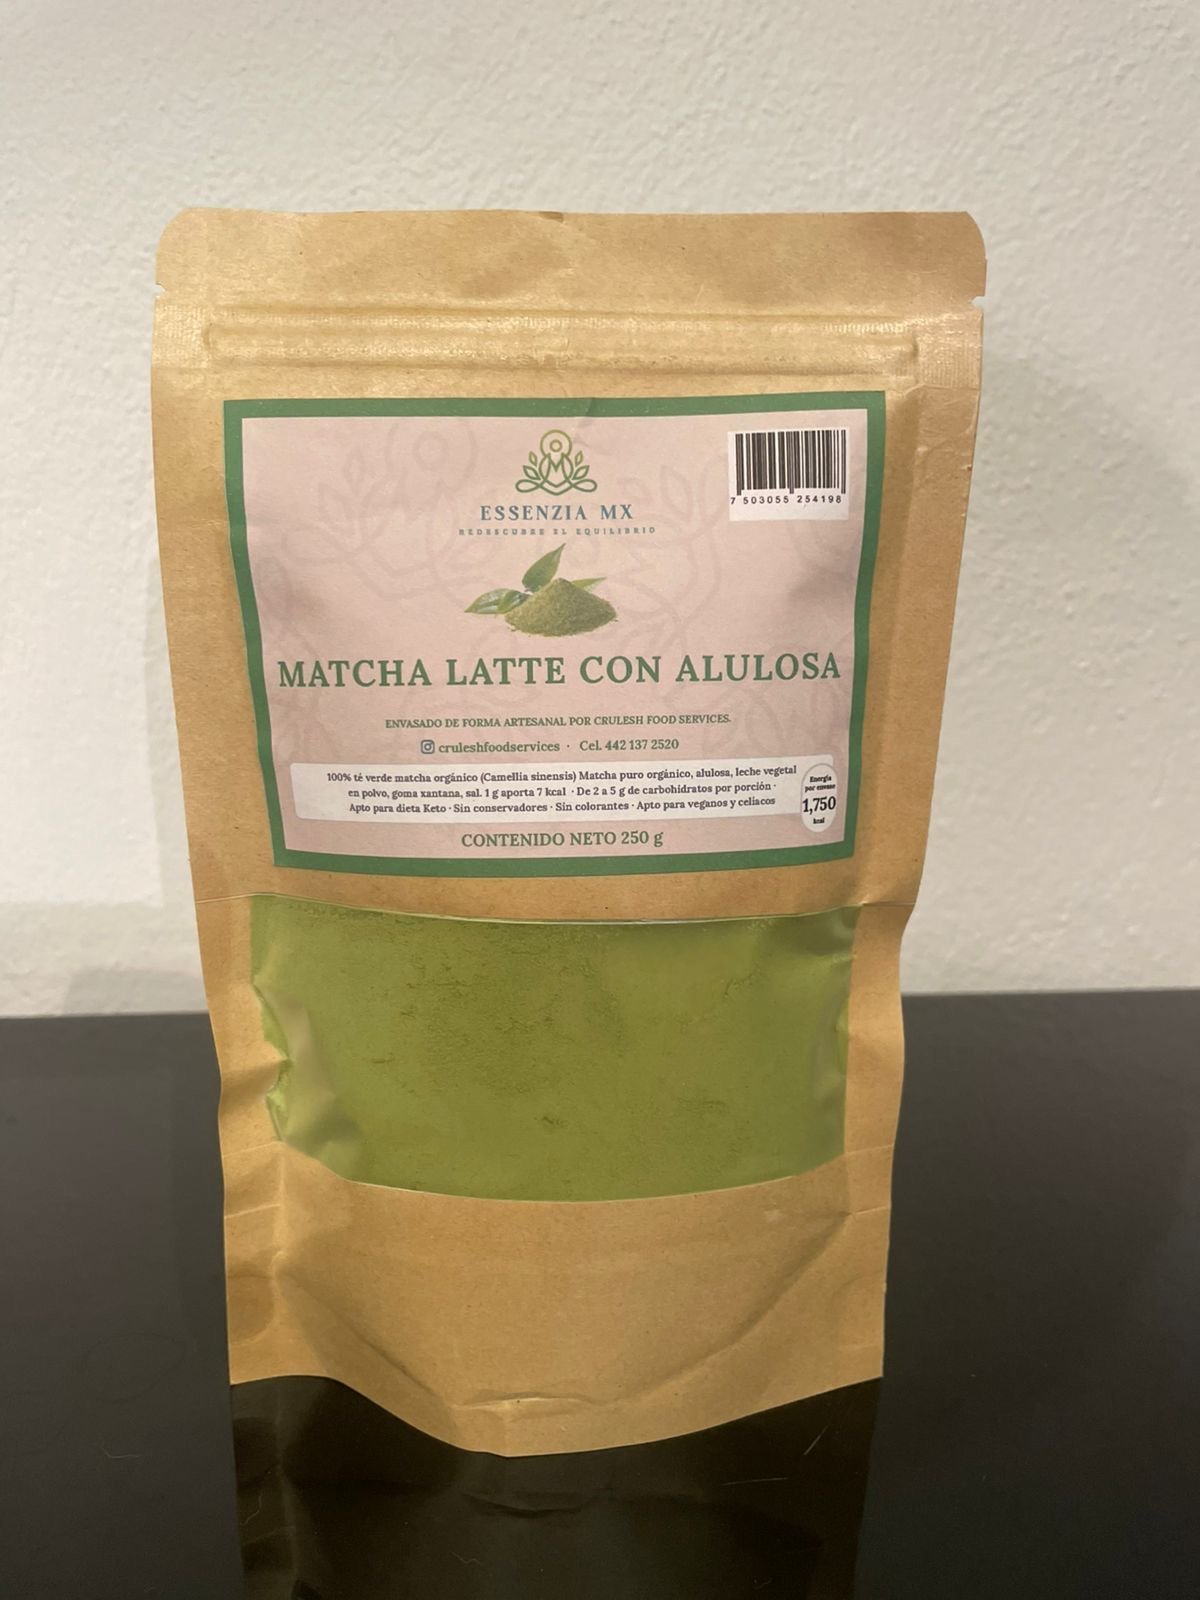 ESSENZIA MX
REDESCUBRE EL EQUILIBRIO
7 503055 254198
MATCHA LATTE CON ALULOSA
ENVASADO DE FORMA ARTESANAL POR CRULESH FOOD SERVICES.
cruleshfoodservices · Cel. 442 137 2520
100% té verde matcha orgánico (Camellia sinensis) Matcha puro orgánico, alulosa, leche vegetal
en polvo, goma xantana, sal. 1 g aporta 7 kcal · De 2 a 5 g de carbohidratos por porción ·
Apto para dieta Keto · Sin conservadores · Sin colorantes · Apto para veganos y celíacos
Energía
por envase
1,750
kcal
CONTENIDO NETO 250 g